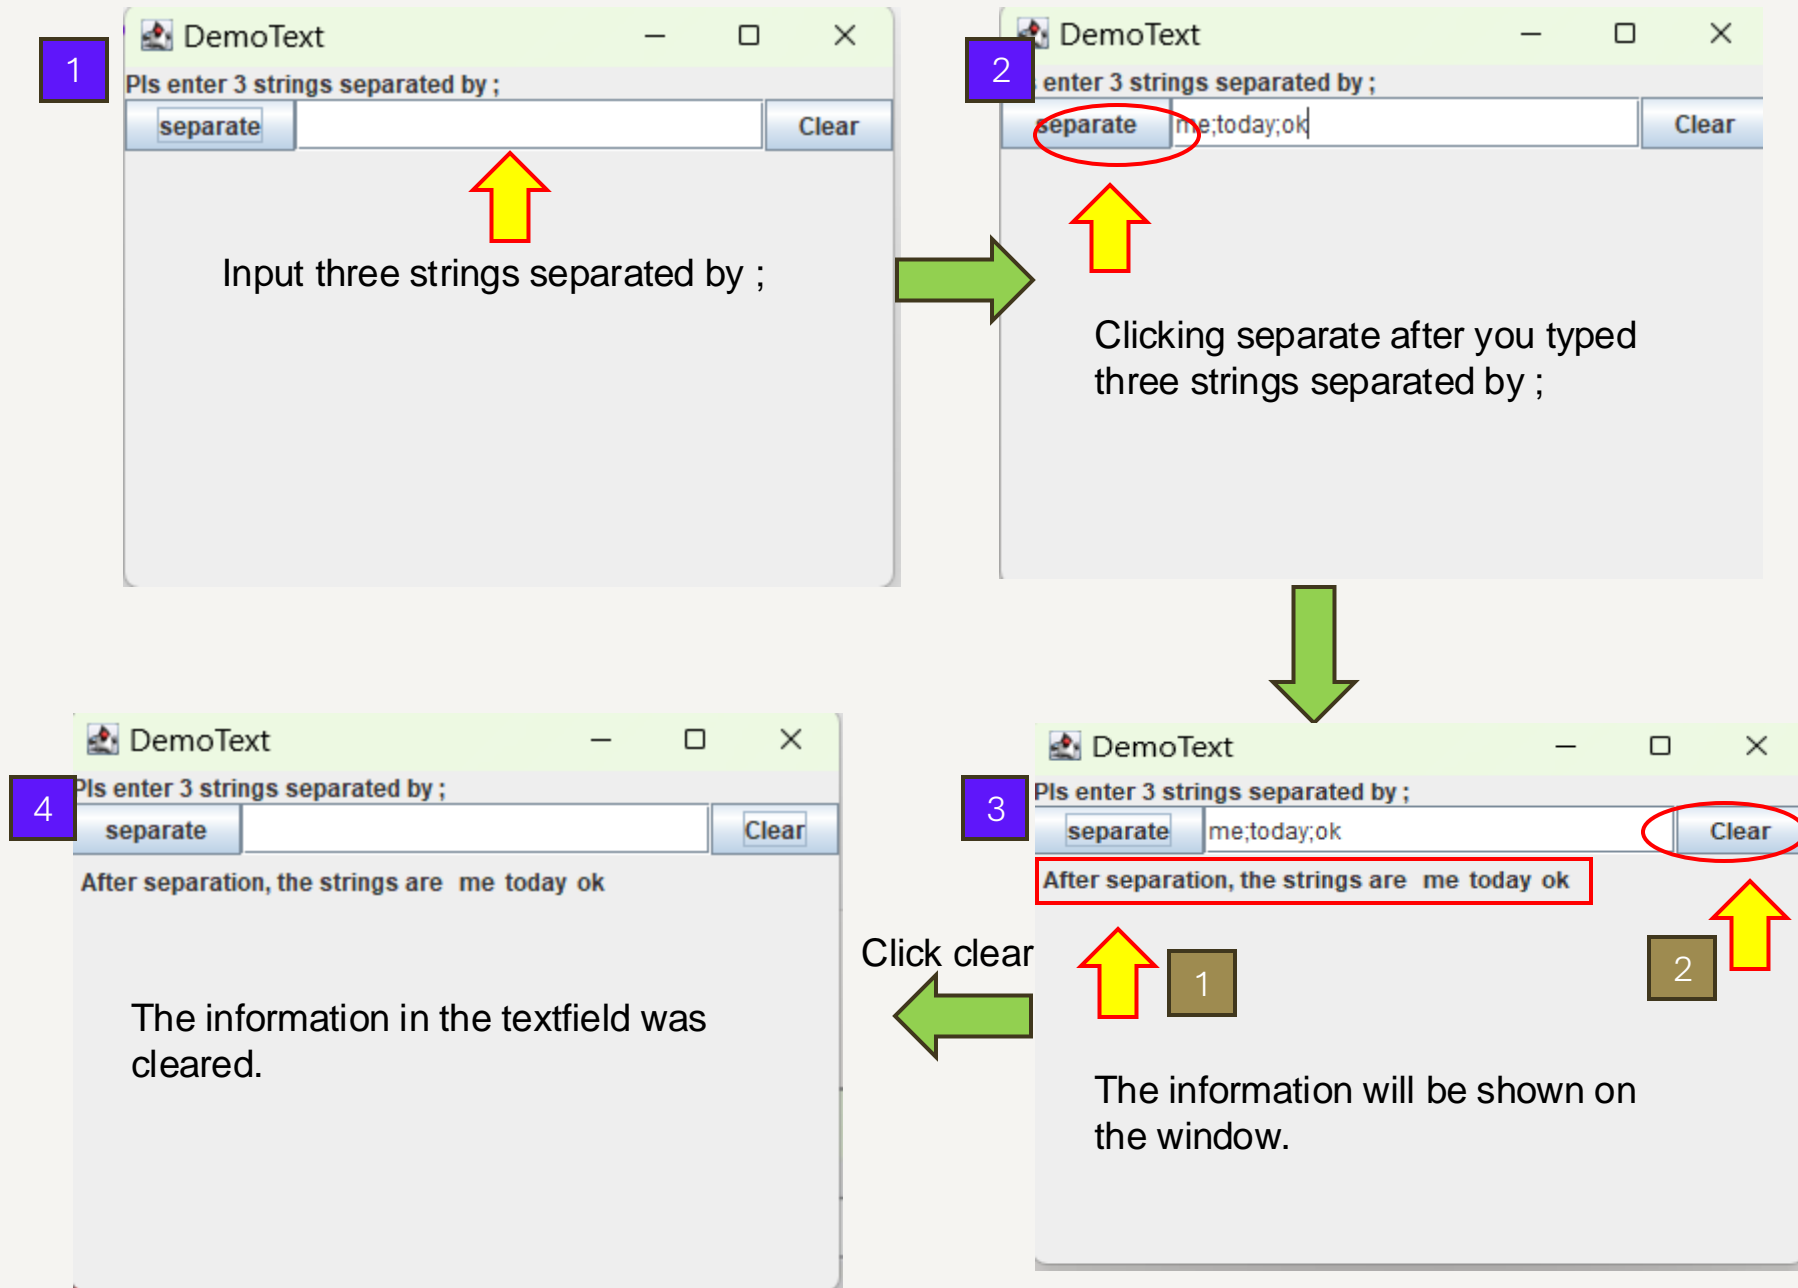 1
DemoText
Pls enter 3 strings separated by ;
separate
Clear
Input three strings separated by ;
2
DemoText
enter 3 strings separated by ;
separate
me;today;ok
Clear
Clicking separate after you typed
three strings separated by ;
3
DemoText
Pls enter 3 strings separated by ;
separate
me;today;ok
Clear
After separation, the strings are me today ok
1
2
The information will be shown on
the window.
Click clear
4
DemoText
Pls enter 3 strings separated by ;
separate
Clear
After separation, the strings are me today ok
The information in the textfield was
cleared.